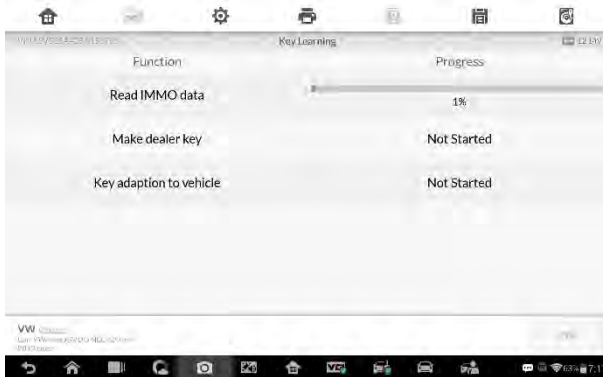 Key Learning
Function Progress
Read IMMO data 1%
Make dealer key Not Started
Key adaption to vehicle Not Started
VW
63%